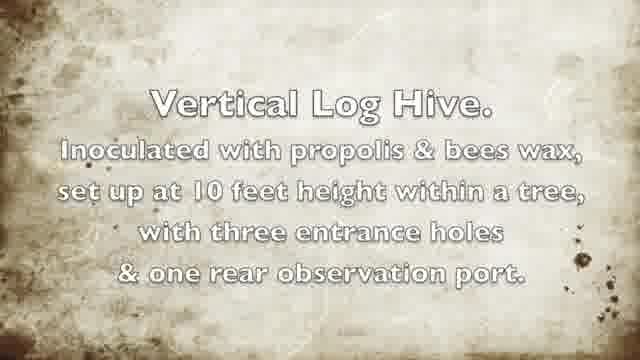 Vertical Log Hive.
Inoculated with propolis & bees wax,
set up at 10 feet height within a tree,
with three entrance holes
& one rear observation port.